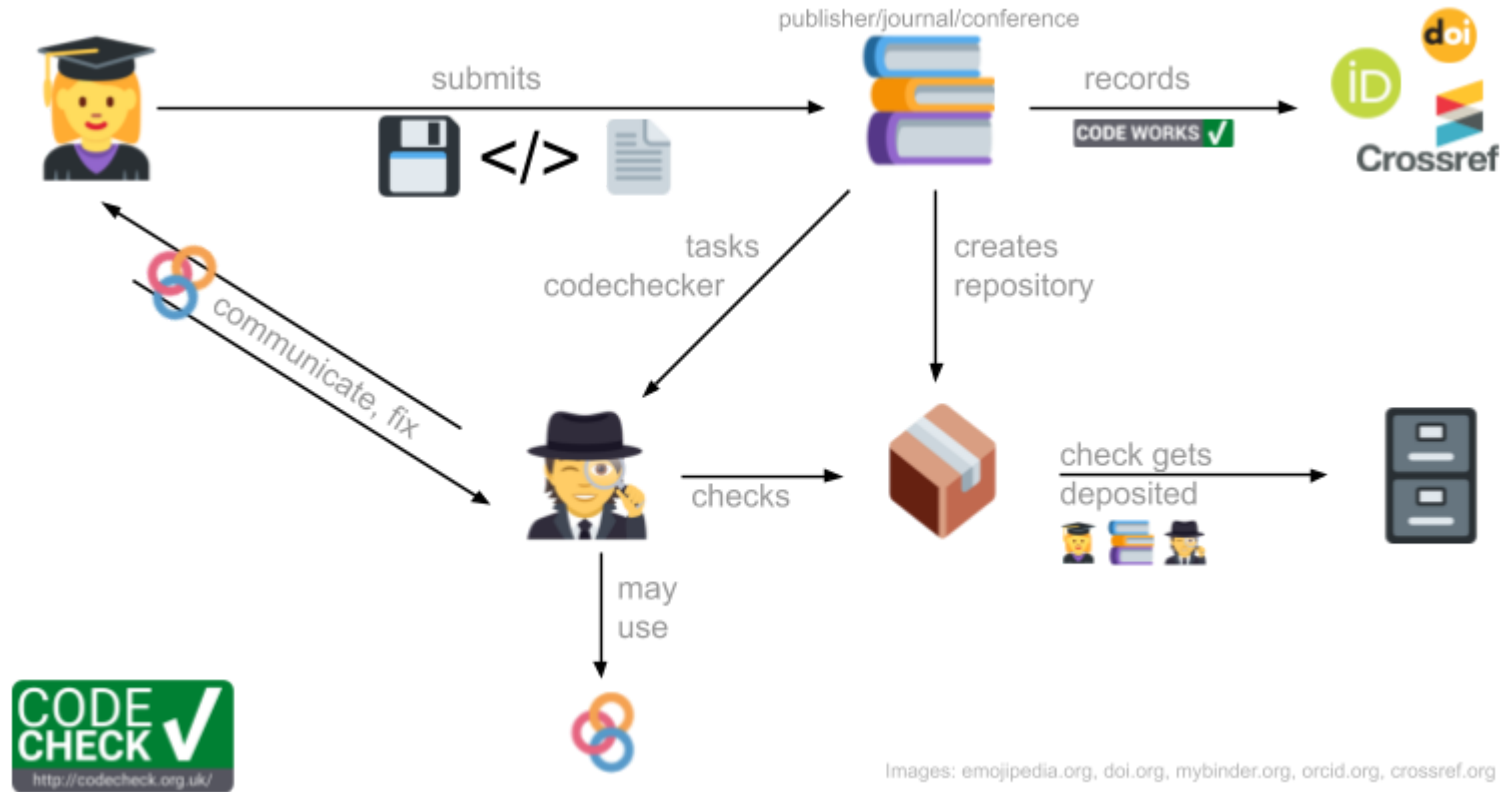 publisher/journal/conference
doi
iD
submits
records
</>
CODE WORKS
Crossref
tasks
codechecker
creates
repository
communicate, fix
checks
check gets
deposited
may
use
CODE
CHECK
http://codecheck.org.uk/
Images: emojipedia.org, doi.org, mybinder.org, orcid.org, crossref.org